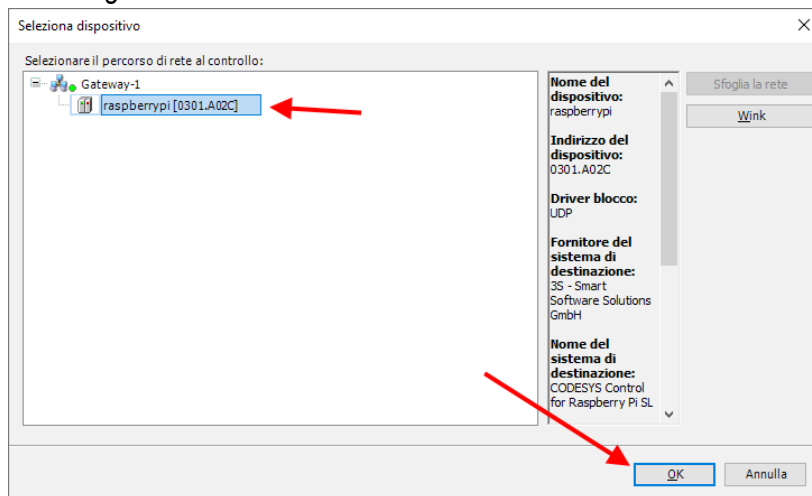 Seleziona dispositivo
Selezionare il percorso di rete al controllo:
Gateway-1
raspberrypi [0301.A02C]
Nome del
dispositivo:
raspberrypi
Indirizzo del
dispositivo:
0301.A02C
Driver blocco:
UDP
Fornitore del
sistema di
destinazione:
3S - Smart
Software Solutions
GmbH
Nome del
sistema di
destinazione:
CODESYS Control
for Raspberry Pi SL
Sfoglia la rete
Wink
OK
Annulla